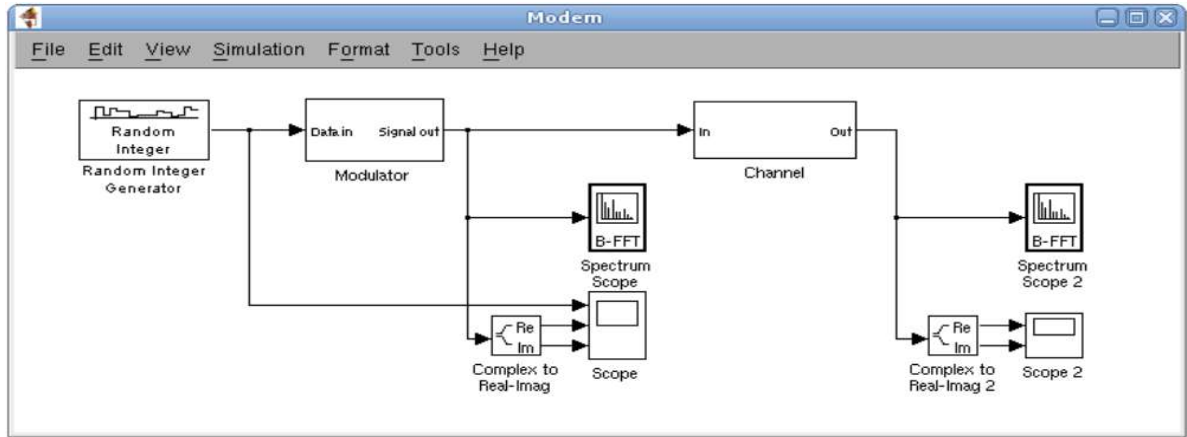 Modem
File Edit View Simulation Format Tools Help
Random
Integer
Random Integer
Generator
Data in Signal out
Modulator
In Out
Channel
B-FFT
Spectrum
Scope
B-FFT
Spectrum
Scope 2
Re
Im
Complex to
Real-Imag
Scope
Re
Im
Complex to
Real-Imag 2
Scope 2